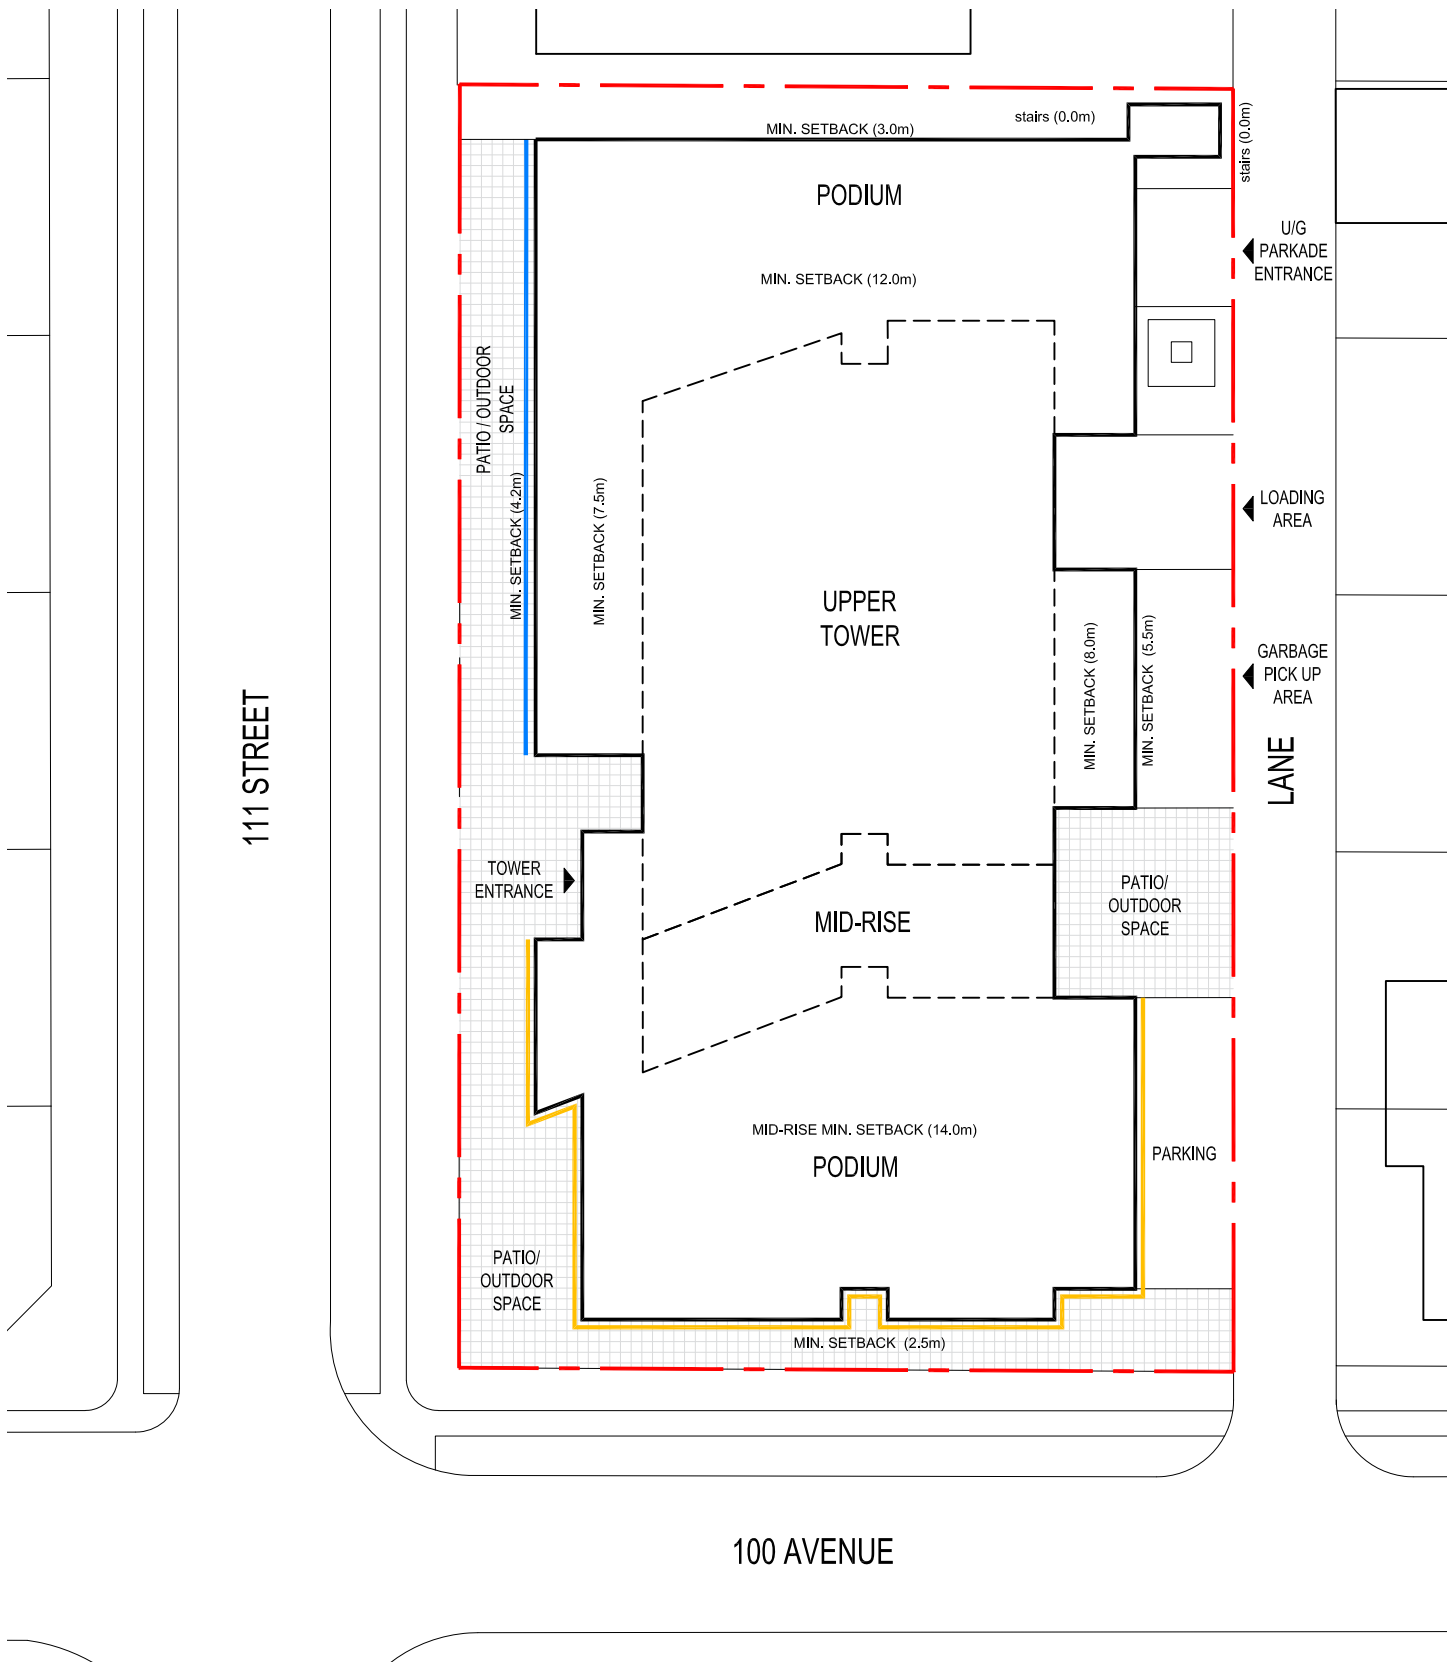 stairs (0.0m)
MIN. SETBACK (3.0m)
stairs (0.0m)
PODIUM
U/G
PARKADE
ENTRANCE
MIN. SETBACK (12.0m)
PATIO / OUTDOOR
SPACE
MIN. SETBACK (4.2m)
MIN. SETBACK (7.5m)
LOADING
AREA
UPPER
TOWER
MIN. SETBACK (8.0m)
MIN. SETBACK (5.5m)
GARBAGE
PICK UP
AREA
111 STREET
LANE
TOWER
ENTRANCE
PATIO/
OUTDOOR
SPACE
MID-RISE
MID-RISE MIN. SETBACK (14.0m)
PODIUM
PARKING
PATIO/
OUTDOOR
SPACE
MIN. SETBACK (2.5m)
100 AVENUE